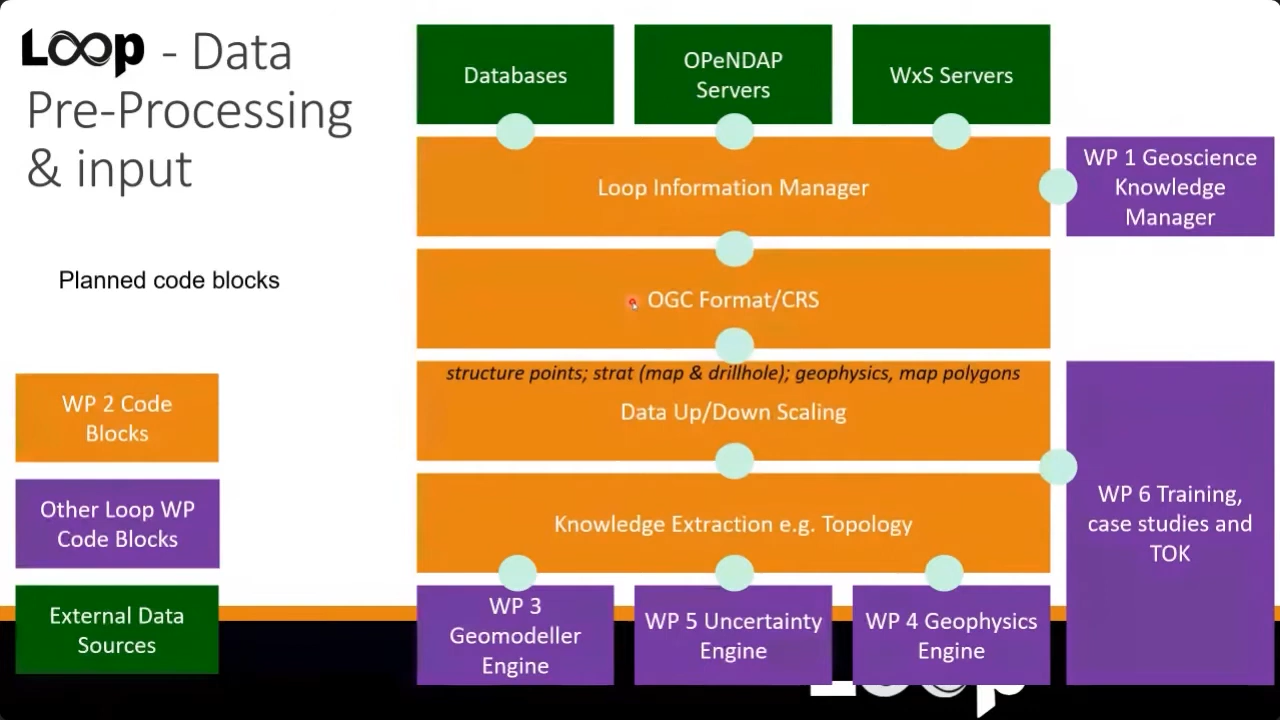 Loop - Data
Pre-Processing
& input
Planned code blocks
WP 2 Code
Blocks
Other Loop WP
Code Blocks
External Data
Sources
Databases
OPeNDAP
Servers
WxS Servers
Loop Information Manager
WP 1 Geoscience
Knowledge
Manager
OGC Format/CRS
structure points; strat (map & drillhole); geophysics, map polygons
Data Up/Down Scaling
Knowledge Extraction e.g. Topology
WP 6 Training,
case studies and
TOK
WP 3
Geomodeller
Engine
WP 5 Uncertainty
Engine
WP 4 Geophysics
Engine
Loop